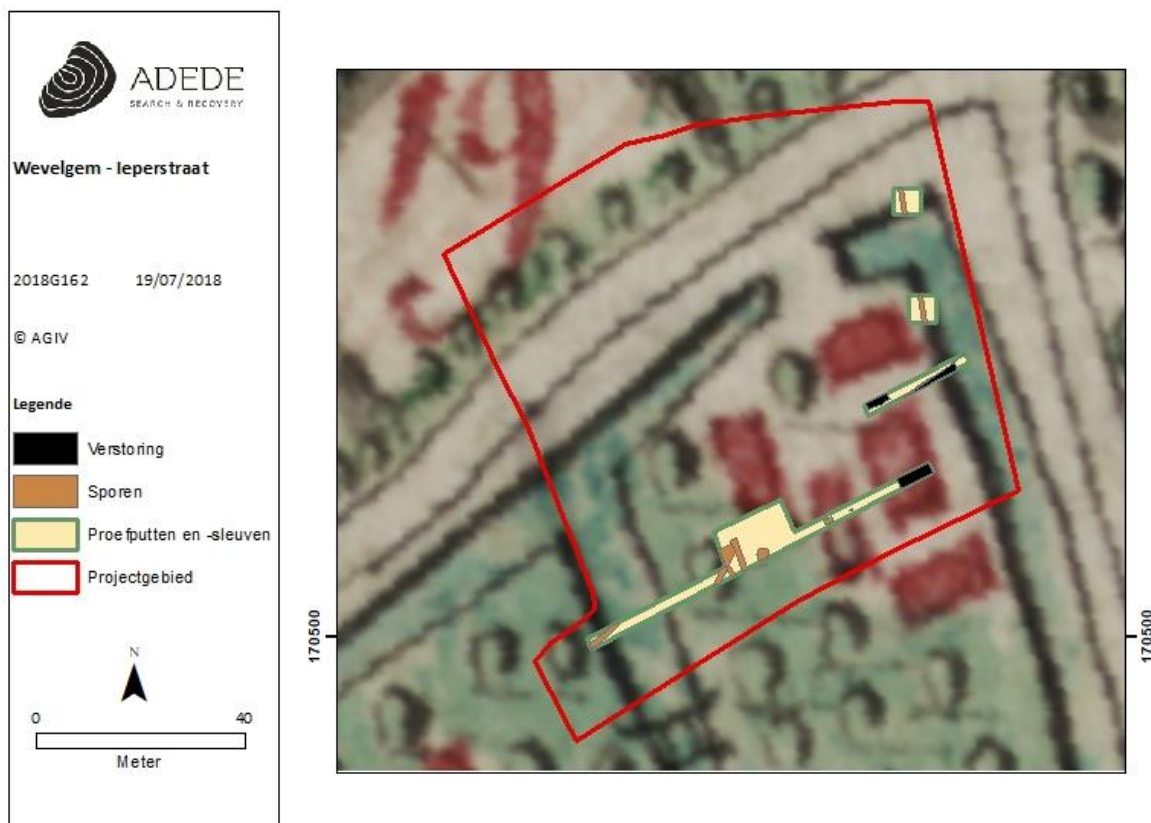 ADEDE
SEARCH & RECOVERY
Wevelgem - Ieperstraat
2018G162 19/07/2018
© AGIV
Legende
Verstoring
Sporen
Proefputten en -sleuven
Projectgebied
N
0 40
Meter
19
170500
170500